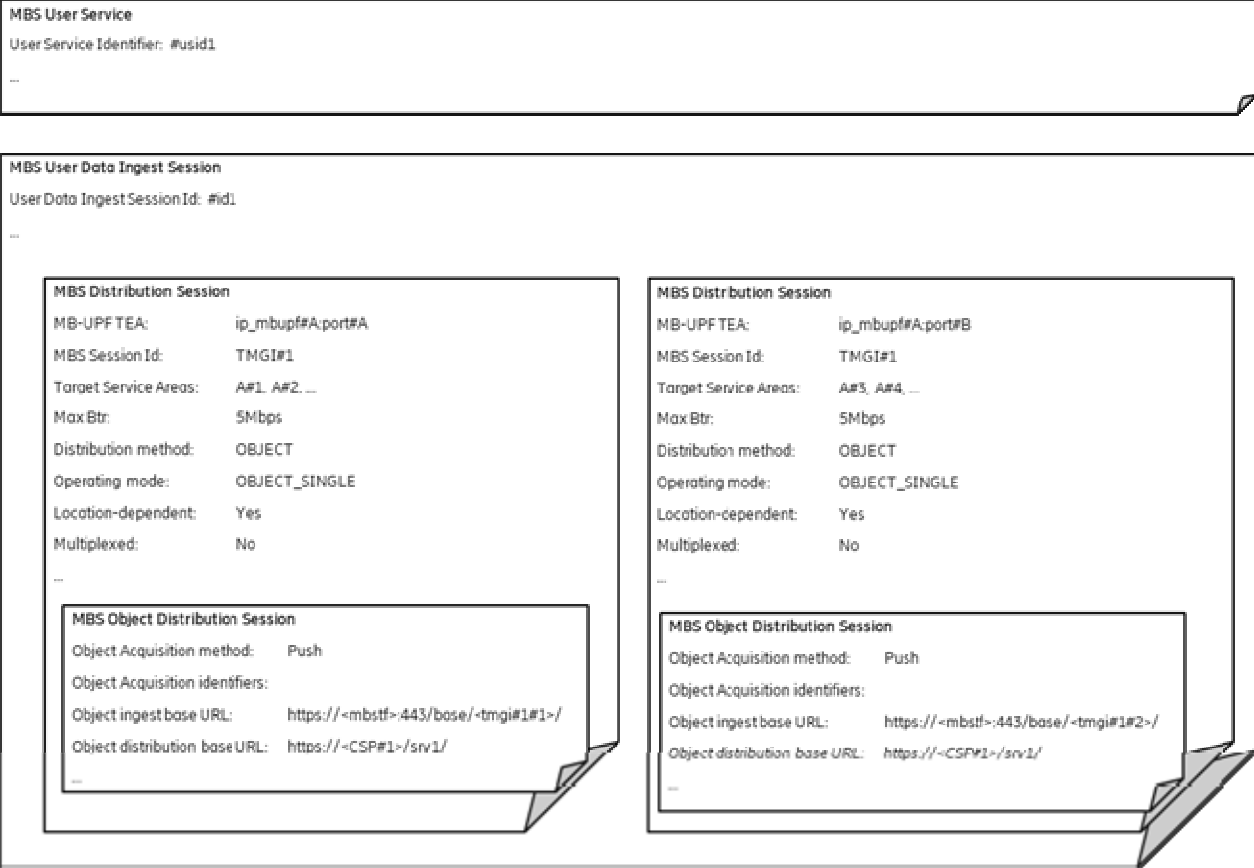 MBS User Service
User Service Identifier: #usid1
...
MBS User Data Ingest Session
User Data Ingest Session Id: #id1
...
MBS Distribution Session
MB-UPF TEA: ip_mbupf#A:port#A
MBS Session Id: TMGI#1
Target Service Areas: A#1, A#2, ...
Max Btr: 5Mbps
Distribution method: OBJECT
Operating mode: OBJECT_SINGLE
Location-dependent: Yes
Multiplexed: No
...
MBS Object Distribution Session
Object Acquisition method: Push
Object Acquisition identifiers:
Object ingest base URL: https://<mbstf>:443/base/<tmgi#1#1>/
Object distribution base URL: https://<CSP#1>/srv1/
...
MBS Distribution Session
MB-UPF TEA: ip_mbupf#A:port#B
MBS Session Id: TMGI#1
Target Service Areas: A#3, A#4, ...
Max Btr: 5Mbps
Distribution method: OBJECT
Operating mode: OBJECT_SINGLE
Location-dependent: Yes
Multiplexed: No
...
MBS Object Distribution Session
Object Acquisition method: Push
Object Acquisition identifiers:
Object ingest base URL: https://<mbstf>:443/base/<tmgi#1#2>/
Object distribution base URL: https://<CSP#1>/srv1/
...